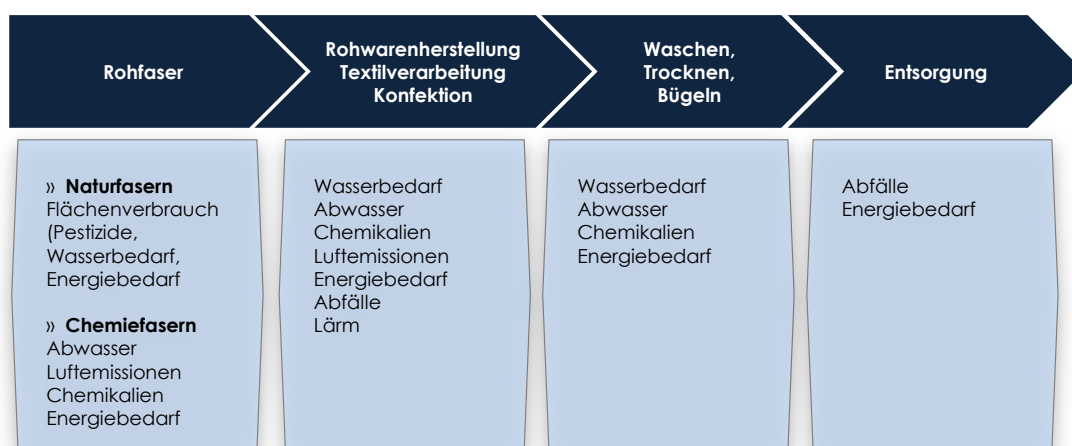 Rohfaser
Rohwarenherstellung
Textilverarbeitung
Konfektion
Waschen,
Trocknen,
Bügeln
Entsorgung
» Naturfasern
Flächenverbrauch
(Pestizide,
Wasserbedarf,
Energiebedarf
» Chemiefasern
Abwasser
Luftemissionen
Chemikalien
Energiebedarf
Wasserbedarf
Abwasser
Chemikalien
Luftemissionen
Energiebedarf
Abfälle
Lärm
Wasserbedarf
Abwasser
Chemikalien
Energiebedarf
Abfälle
Energiebedarf